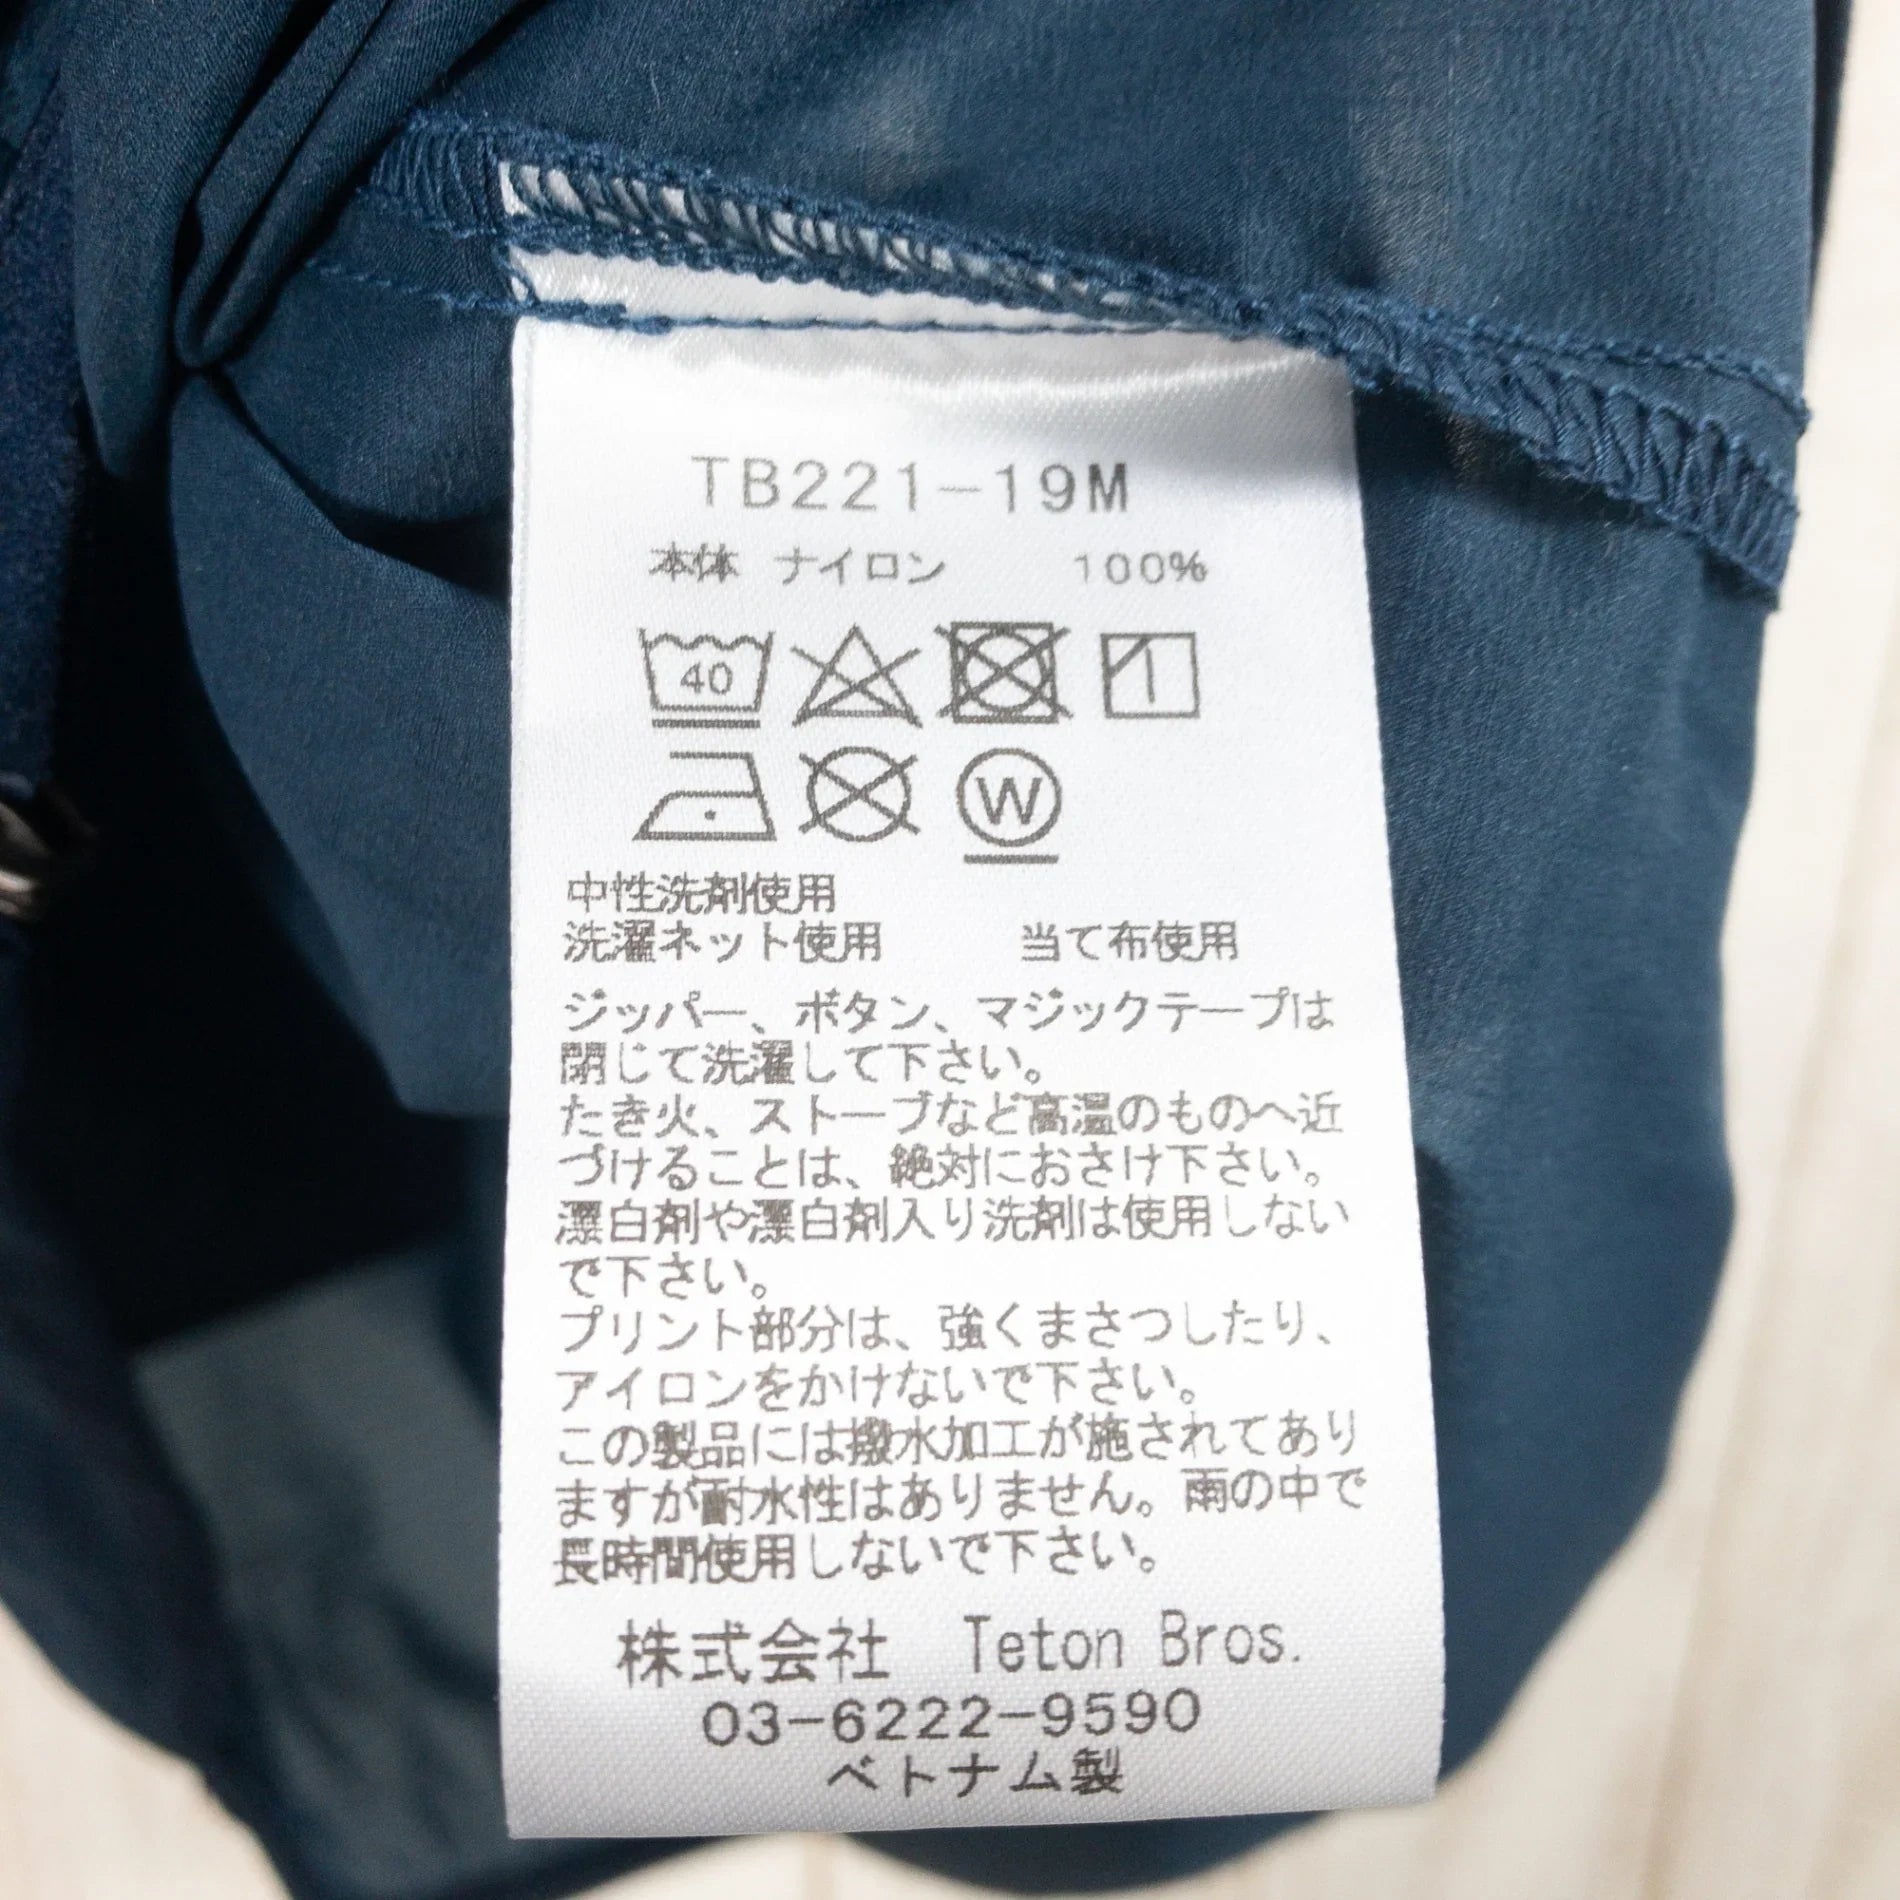 TB221-19M
本体 ナイロン 100%
40
W
中性洗剤使用
洗濯ネット使用 当て布使用
ジッパー、ボタン、マジックテープは
閉じて洗濯して下さい。
たき火、ストーブなど高温のものへ近
づけることは、絶対におさけ下さい。
漂白剤や漂白剤入り洗剤は使用しない
で下さい。
プリント部分は、強くまさつしたり、
アイロンをかけないで下さい。
この製品には撥水加工が施されてあり
ますが耐水性はありません。雨の中で
長時間使用しないで下さい。
株式会社 Teton Bros.
03-6222-9590
ベトナム製